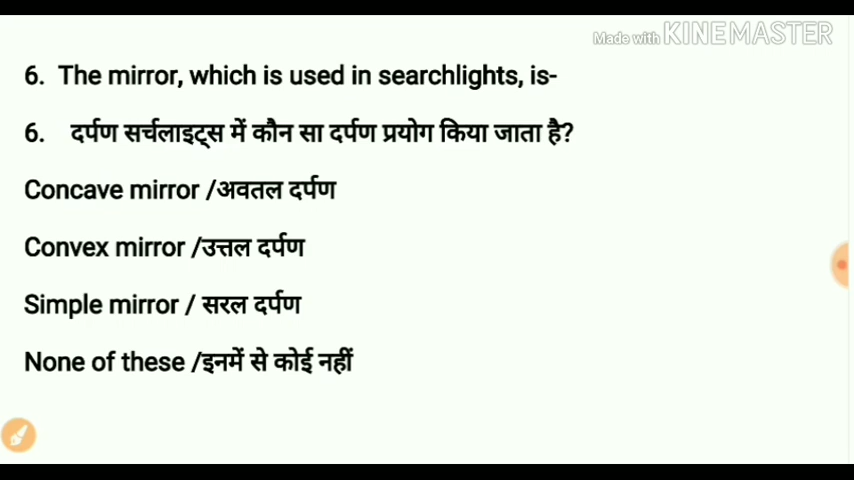 Made with KINEMASTER
6. The mirror, which is used in searchlights, is-
6. दर्पण सर्चलाइट्स में कौन सा दर्पण प्रयोग किया जाता है?
Concave mirror /अवतल दर्पण
Convex mirror /उत्तल दर्पण
Simple mirror / सरल दर्पण
None of these /इनमें से कोई नहीं